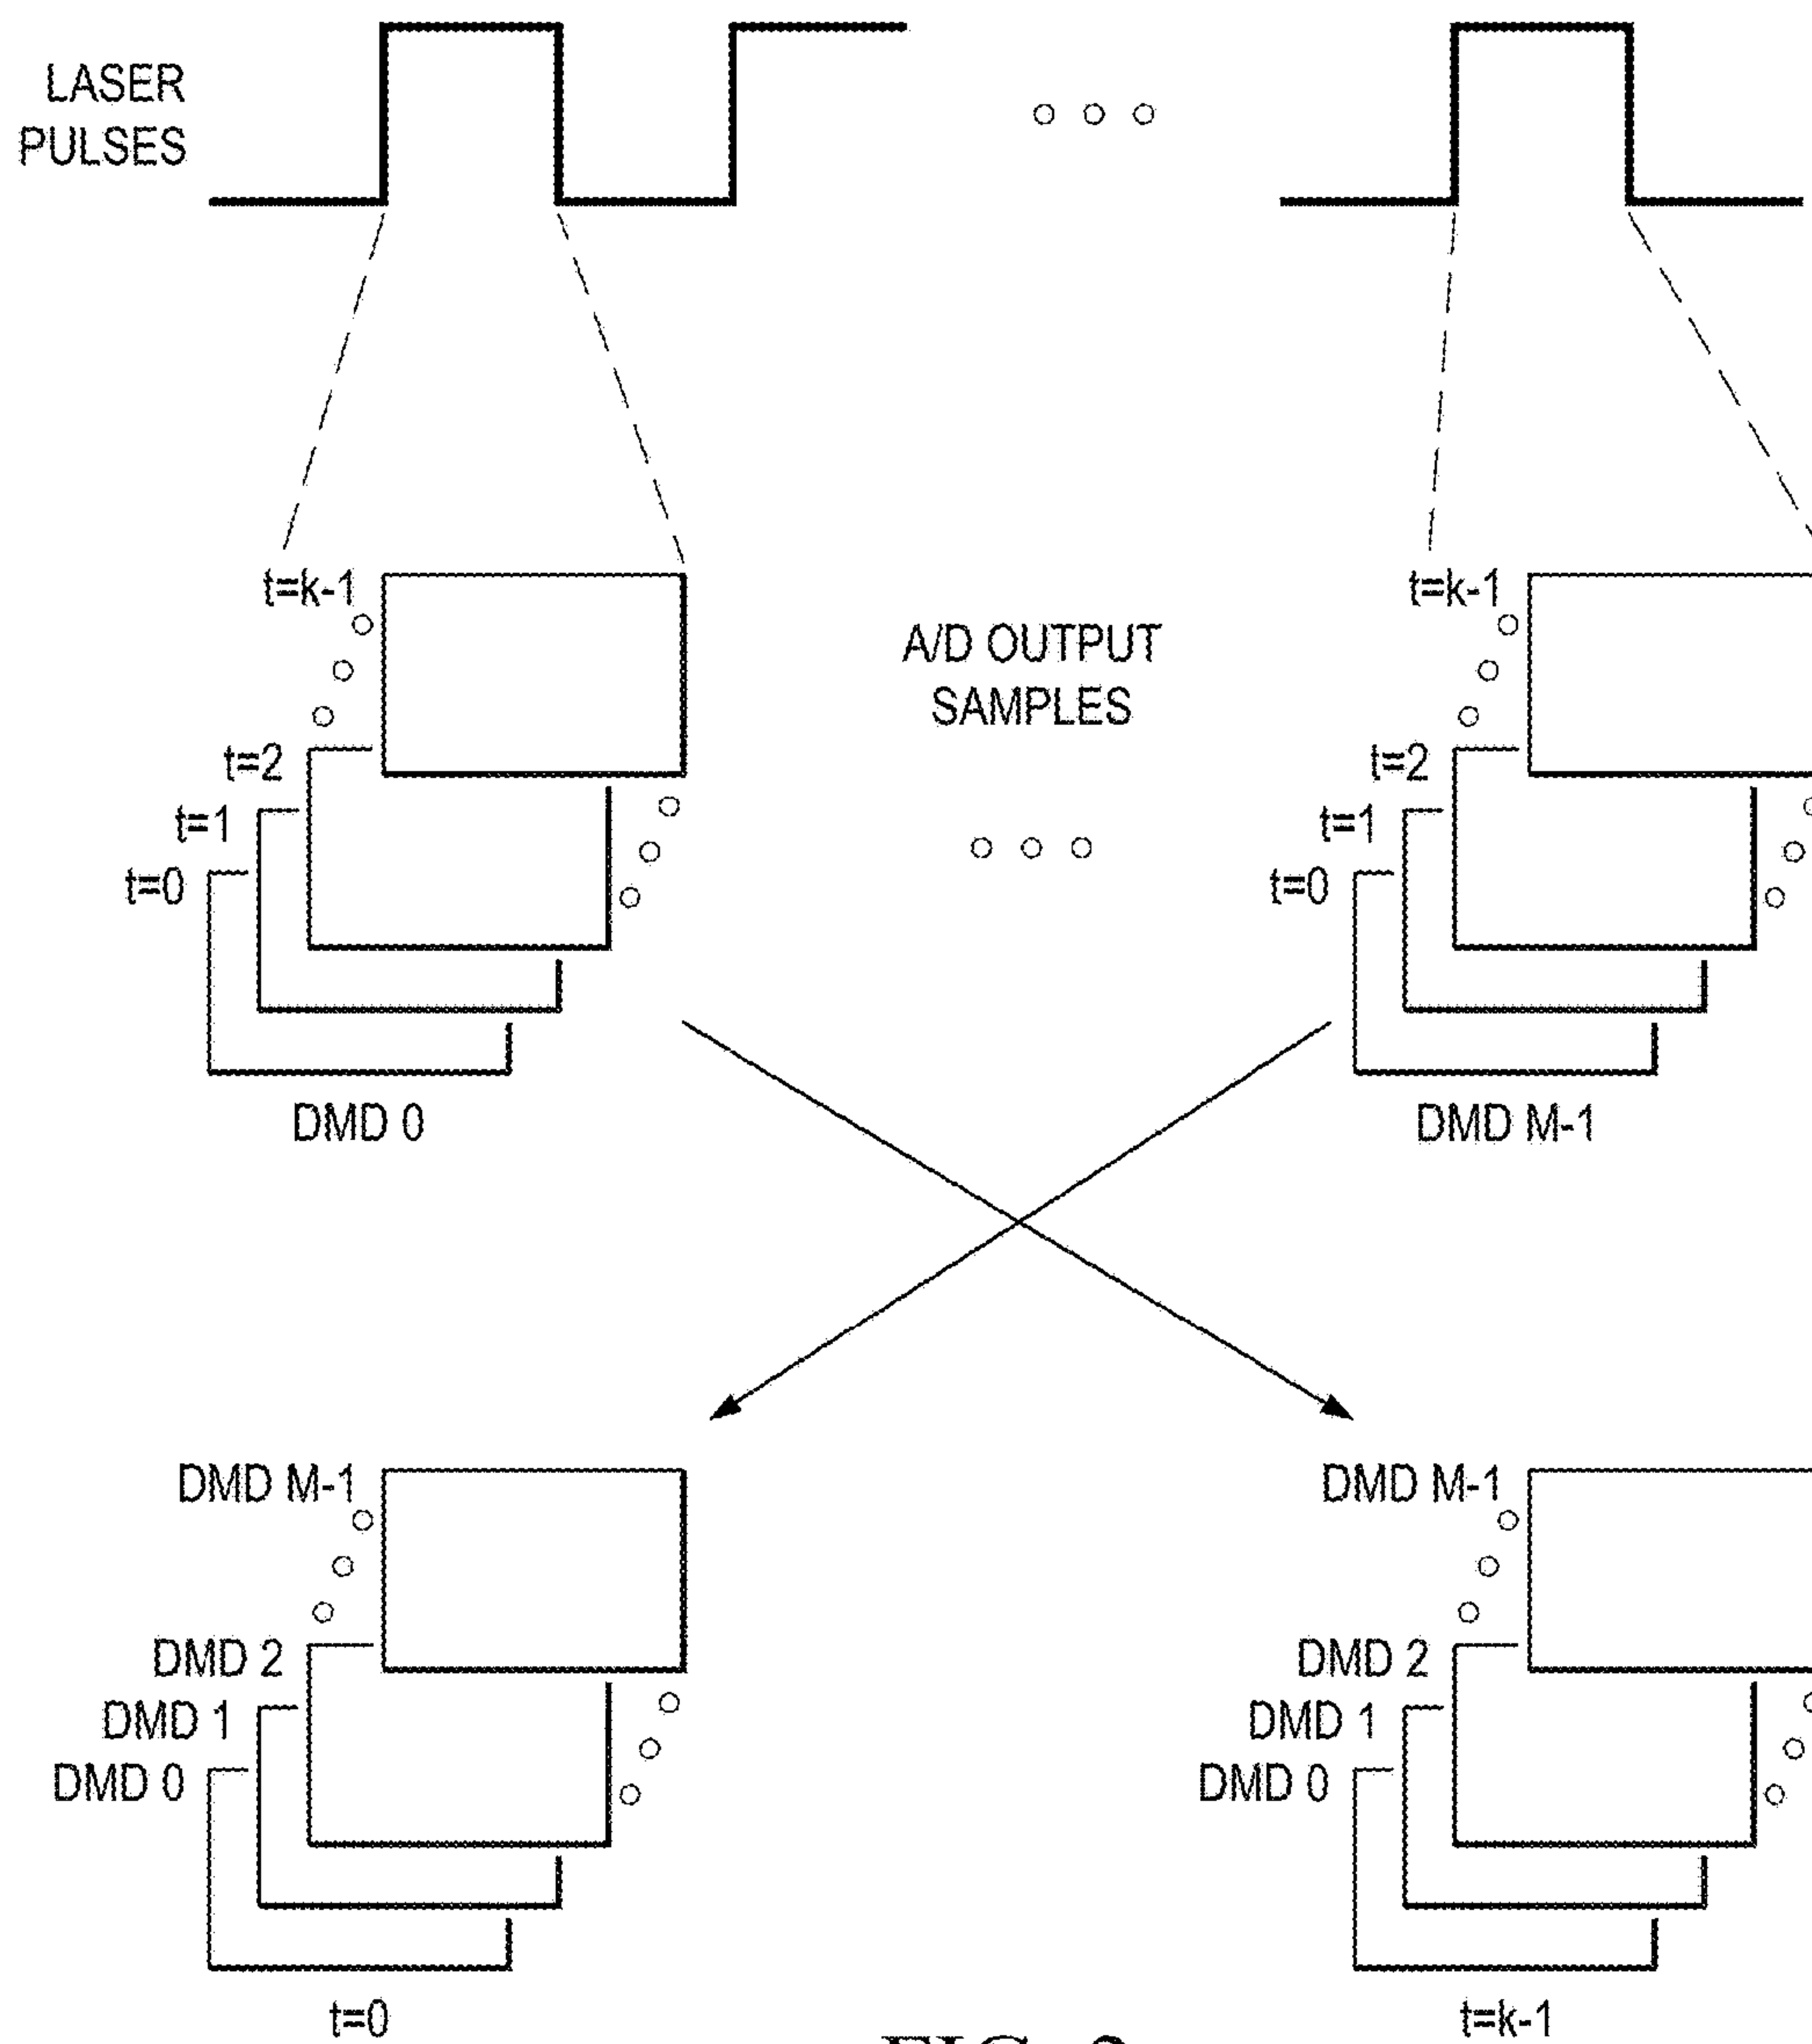 LASER
PULSES
t=k-1
t=2
t=1
t=0
DMD 0
A/D OUTPUT
SAMPLES
t=k-1
t=2
t=1
t=0
DMD M-1
DMD M-1
DMD 2
DMD 1
DMD 0
t=0
DMD M-1
DMD 2
DMD 1
DMD 0
t=k-1